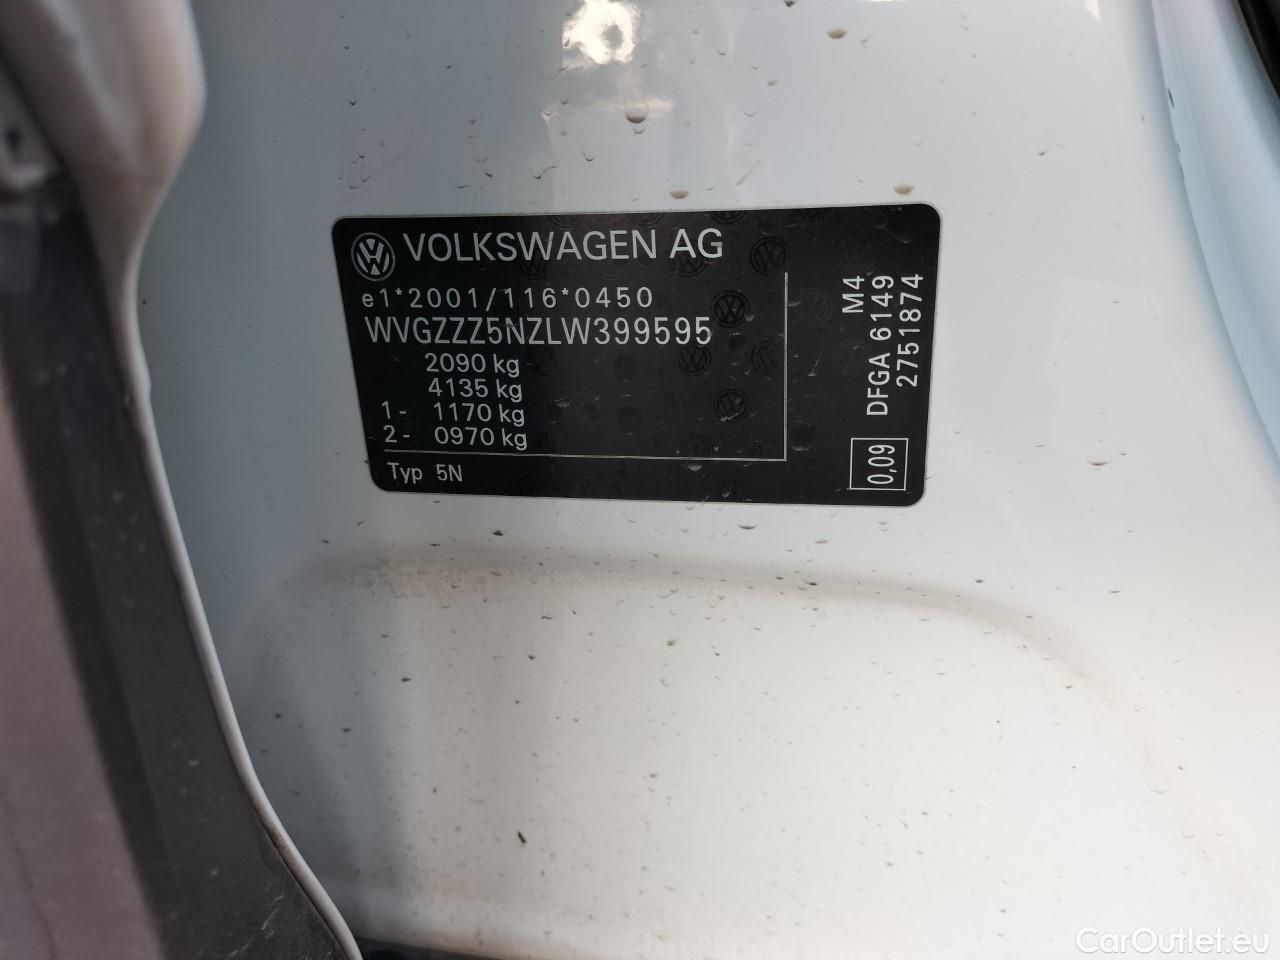 VOLKSWAGEN AG
e1*2001/116*0450
WVGZZZ5NZLW399595
2090 kg
4135 kg
1- 1170 kg
2- 0970 kg
Typ 5N
M4
DFGA 6149
2751874
0,09
CarOutlet.eu